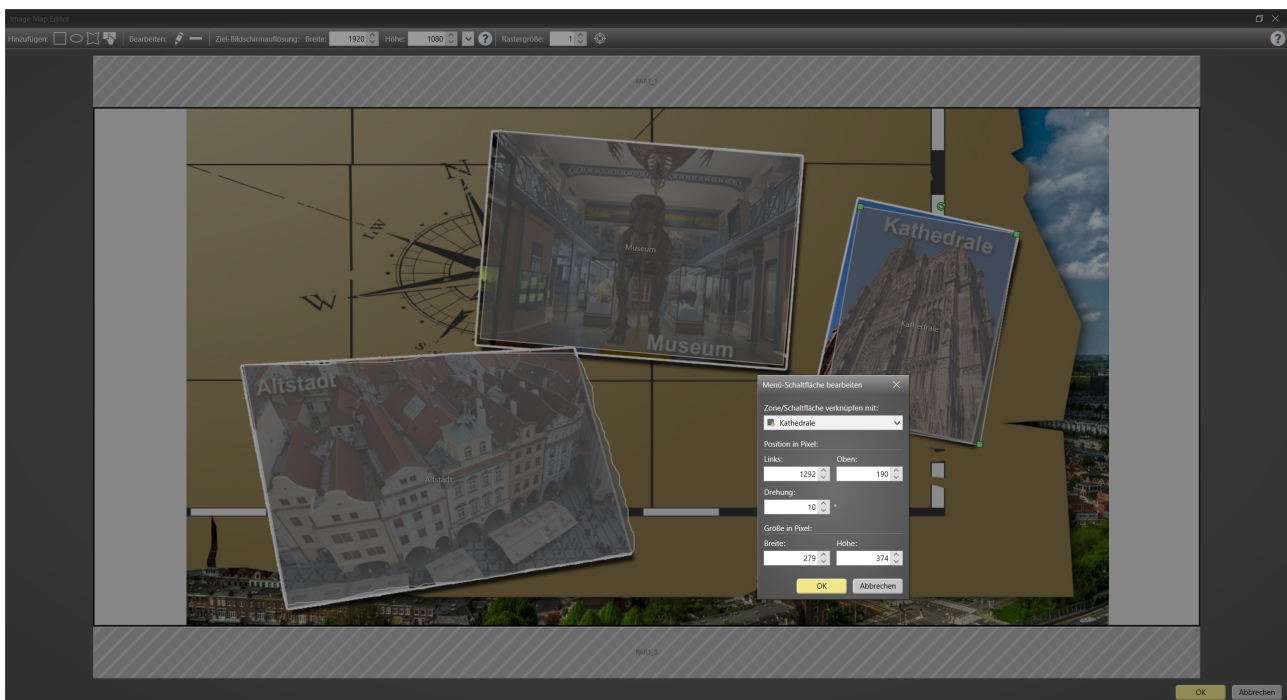 Image Map Editor
Hinzufügen: Bearbeiten: Ziel-Bildschirmauflösung: Breite: 1920 Höhe: 1080 ? Rastergröße: 1 ?
N
Kathedrale
I,W
Museum
Kathedrale
W
S
Museum
Altstadt
Menü-Schaltfläche bearbeiten
Zone/Schaltfläche verknüpfen mit:
Kathedrale
Position in Pixel:
Links: Oben:
1292 190
Altstadt
Drehung:
10 °
Größe in Pixel:
Breite: Höhe:
279 374
OK Abbrechen
OK Abbrechen